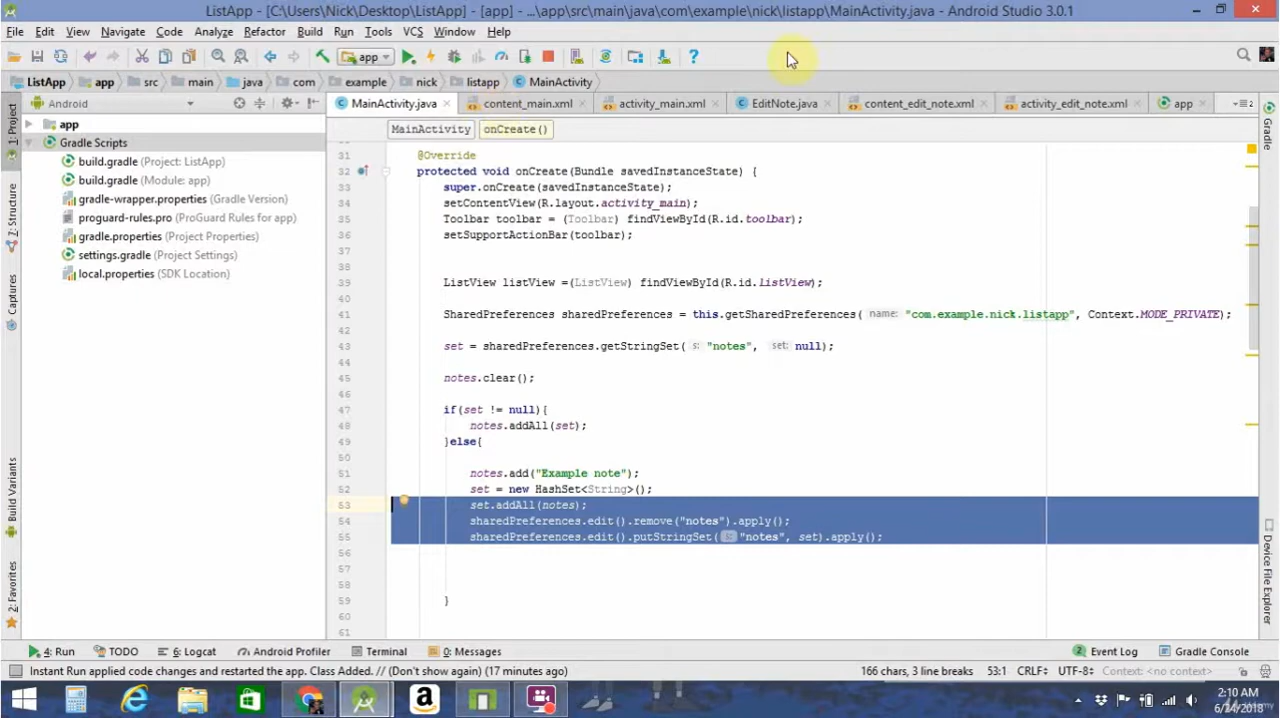 ListApp - [C:\Users\Nick\Desktop\ListApp] - [app] - ...\app\src\main\java\com\example\nick\listapp\MainActivity.java - Android Studio 3.0.1
File Edit View Navigate Code Analyze Refactor Build Run Tools VCS Window Help
app
ListApp app src main java com example nick listapp MainActivity
1: Project
Android
MainActivity.java content_main.xml activity_main.xml EditNote.java content_edit_note.xml activity_edit_note.xml app
MainActivity onCreate()
app
Gradle Scripts
build.gradle (Project: ListApp)
build.gradle (Module: app)
gradle-wrapper.properties (Gradle Version)
proguard-rules.pro (ProGuard Rules for app)
gradle.properties (Project Properties)
settings.gradle (Project Settings)
local.properties (SDK Location)
Z: Structure
Captures
Build Variants
2: Favorites
31 @Override
32 protected void onCreate(Bundle savedInstanceState) {
33 super.onCreate(savedInstanceState);
34 setContentView(R.layout.activity_main);
35 Toolbar toolbar = (Toolbar) findViewById(R.id.toolbar);
36 setSupportActionBar(toolbar);
37
38
39 ListView listView =(ListView) findViewById(R.id.listView);
40
41 SharedPreferences sharedPreferences = this.getSharedPreferences( name: "com.example.nick.listapp", Context.MODE_PRIVATE);
42
43 set = sharedPreferences.getStringSet( s: "notes", set: null);
44
45 notes.clear();
46
47 if(set != null){
48 notes.addAll(set);
49 }else{
51 notes.add("Example note");
52 set = new HashSet<String>();
53 set.addAll(notes);
54 sharedPreferences.edit().remove("notes").apply();
55 sharedPreferences.edit().putStringSet( s: "notes", set).apply();
56
57
58
59 }
60
61
Gradle
Device File Explorer
4: Run TODO 6: Logcat Android Profiler Terminal 0: Messages Event Log Gradle Console
Instant Run applied code changes and restarted the app. Class Added. // (Don't show again) (17 minutes ago) 166 chars, 3 line breaks 53:1 CRLF UTF-8 Context: <no context>
2:10 AM
6/24/2018